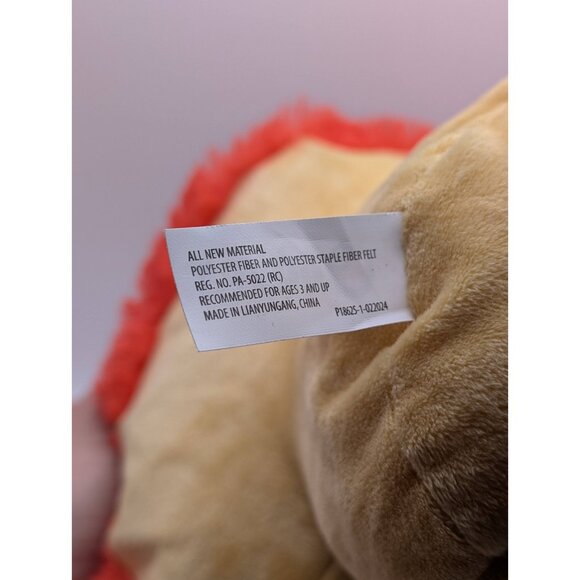 ALL NEW MATERIAL
POLYESTER FIBER AND POLYESTER STAPLE FIBER FELT
REG. NO. PA-5022 (RC)
RECOMMENDED FOR AGES 3 AND UP
MADE IN LIANYUNGANG, CHINA P18625-1-022024